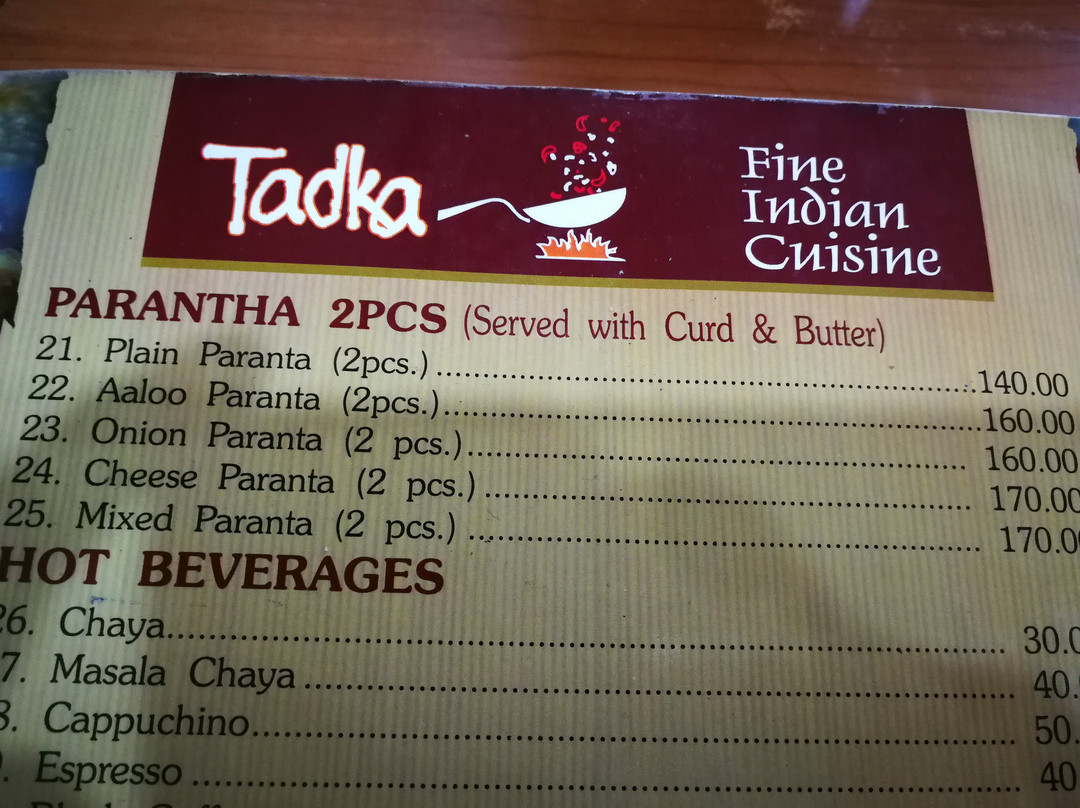 Tadka
Fine
Indian
Cuisine
PARANTHA 2PCS (Served with Curd & Butter)
21. Plain Paranta (2pcs.)..........140.00
22. Aaloo Paranta (2pcs.)..........160.00
23. Onion Paranta (2 pcs.).......... 160.00
24. Cheese Paranta (2 pcs.).......... 170.00
25. Mixed Paranta (2 pcs.) .......... 170.0
HOT BEVERAGES
26. Chaya.......... 30.0
7. Masala Chaya .......... 40.
8. Cappuchino.......... 50.
Espresso .......... 40